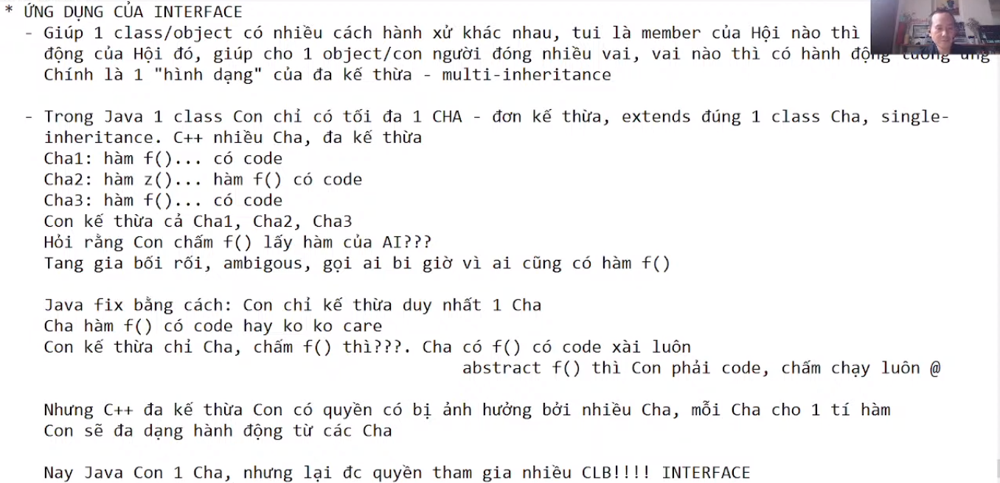 * ỨNG DỤNG CỦA INTERFACE
- Giúp 1 class/object có nhiều cách hành xử khác nhau, tui là member của Hội nào thì
động của Hội đó, giúp cho 1 object/con người đóng nhiều vai, vai nào thì có hành động tương ứng
Chính là 1 "hình dạng" của đa kế thừa - multi-inheritance
- Trong Java 1 class Con chỉ có tối đa 1 CHA - đơn kế thừa, extends đúng 1 class Cha, single-
inheritance. C++ nhiều Cha, đa kế thừa
Cha1: hàm f()... có code
Cha2: hàm z()... hàm f() có code
Cha3: hàm f()... có code
Con kế thừa cả Cha1, Cha2, Cha3
Hỏi rằng Con chấm f() lấy hàm của AI???
Tang gia bối rối, ambigous, gọi ai bi giờ vì ai cũng có hàm f()
Java fix bằng cách: Con chỉ kế thừa duy nhất 1 Cha
Cha hàm f() có code hay ko ko care
Con kế thừa chỉ Cha, chấm f() thì???. Cha có f() có code xài luôn
abstract f() thì Con phải code, chấm chạy luôn @
Nhưng C++ đa kế thừa Con có quyền có bị ảnh hưởng bởi nhiều Cha, mỗi Cha cho 1 tí hàm
Con sẽ đa dạng hành động từ các Cha
Nay Java Con 1 Cha, nhưng lại đc quyền tham gia nhiều CLB!!!! INTERFACE